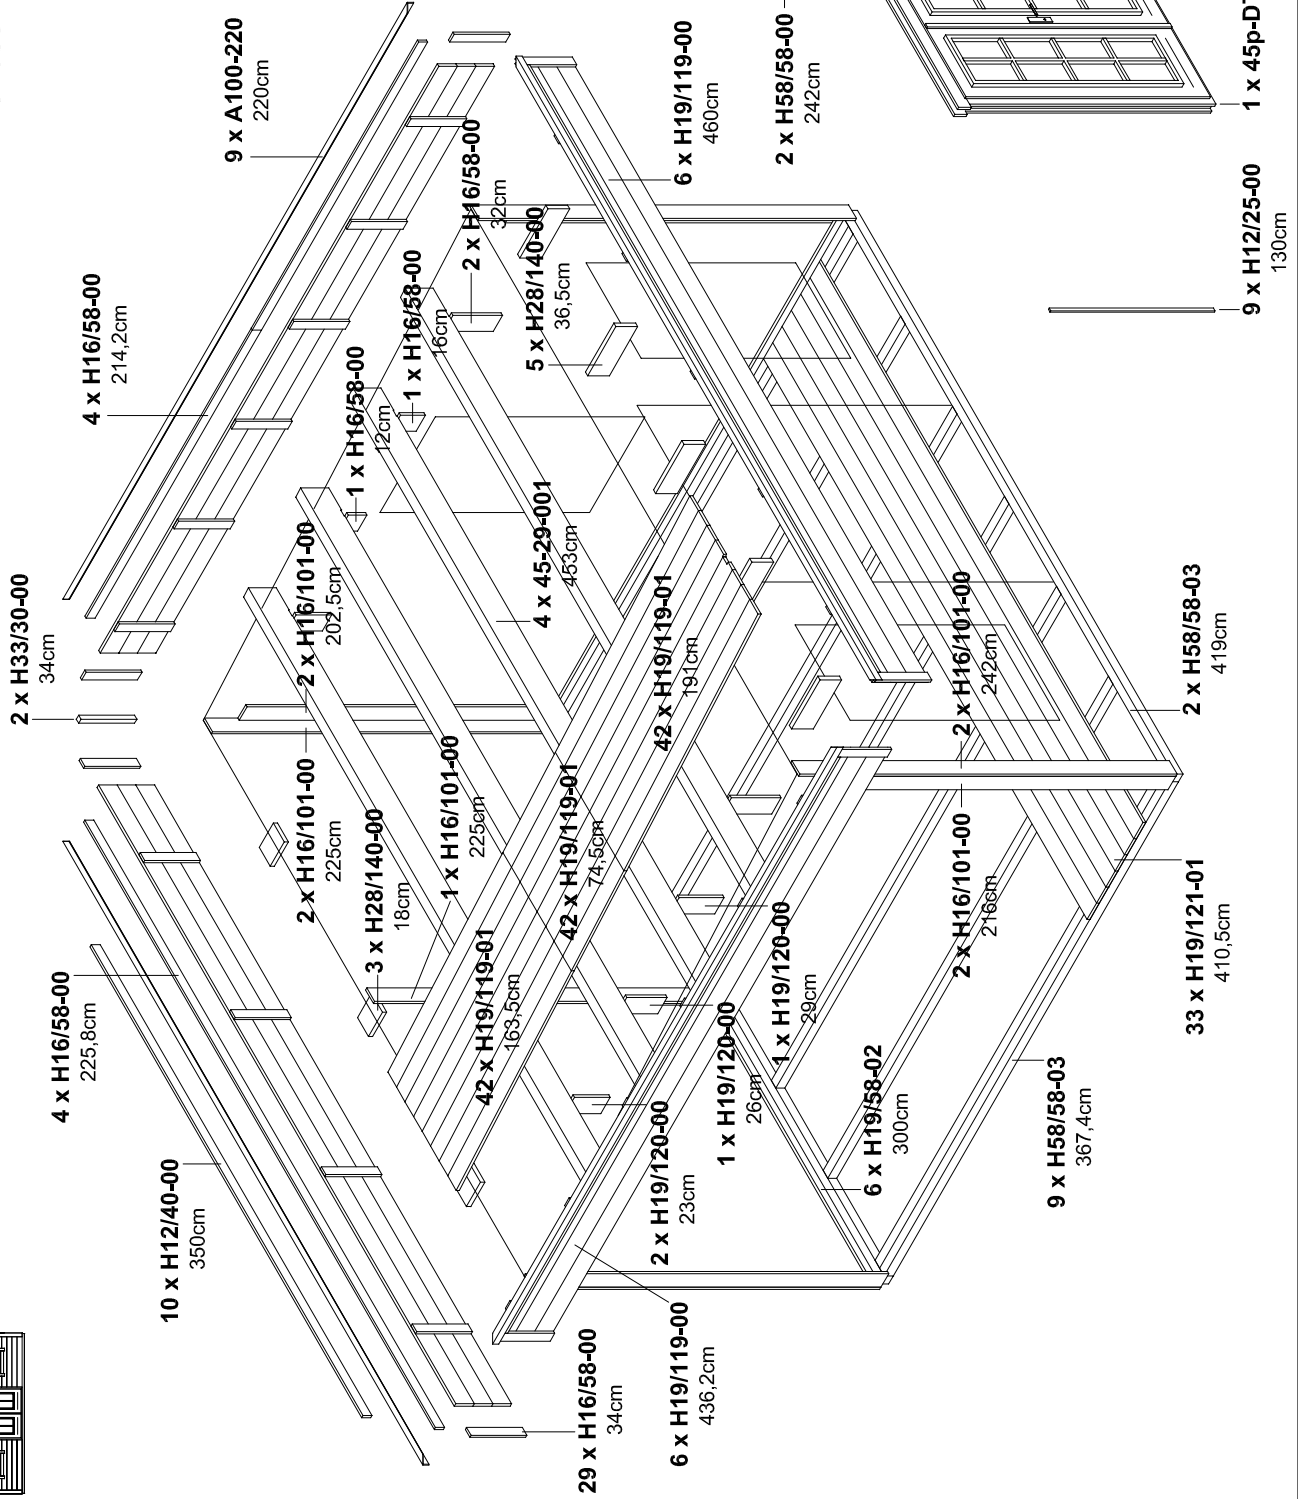 2 x H33/30-00
34cm
4 x H16/58-00
214,2cm
9 x A100-220
220cm
4 x H16/58-00
225,8cm
10 x H12/40-00
350cm
2 x H16/101-00
225cm
2 x H16/101-00
202,5cm
1 x H16/58-00
12cm
1 x H16/58-00
16cm
2 x H16/58-00
32cm
3 x H28/140-00
18cm
1 x H16/101-00
225cm
4 x 45-29-001
453cm
5 x H28/140-00
36,5cm
42 x H19/119-01
163,5cm
42 x H19/119-01
74,5cm
42 x H19/119-01
191cm
6 x H19/119-00
460cm
2 x H58/58-00
242cm
29 x H16/58-00
34cm
6 x H19/119-00
436,2cm
2 x H19/120-00
23cm
1 x H19/120-00
26cm
1 x H19/120-00
29cm
6 x H19/58-02
300cm
2 x H16/101-00
216cm
2 x H16/101-00
242cm
9 x H58/58-03
367,4cm
33 x H19/121-01
410,5cm
2 x H58/58-03
419cm
9 x H12/25-00
130cm
1 x 45p-D